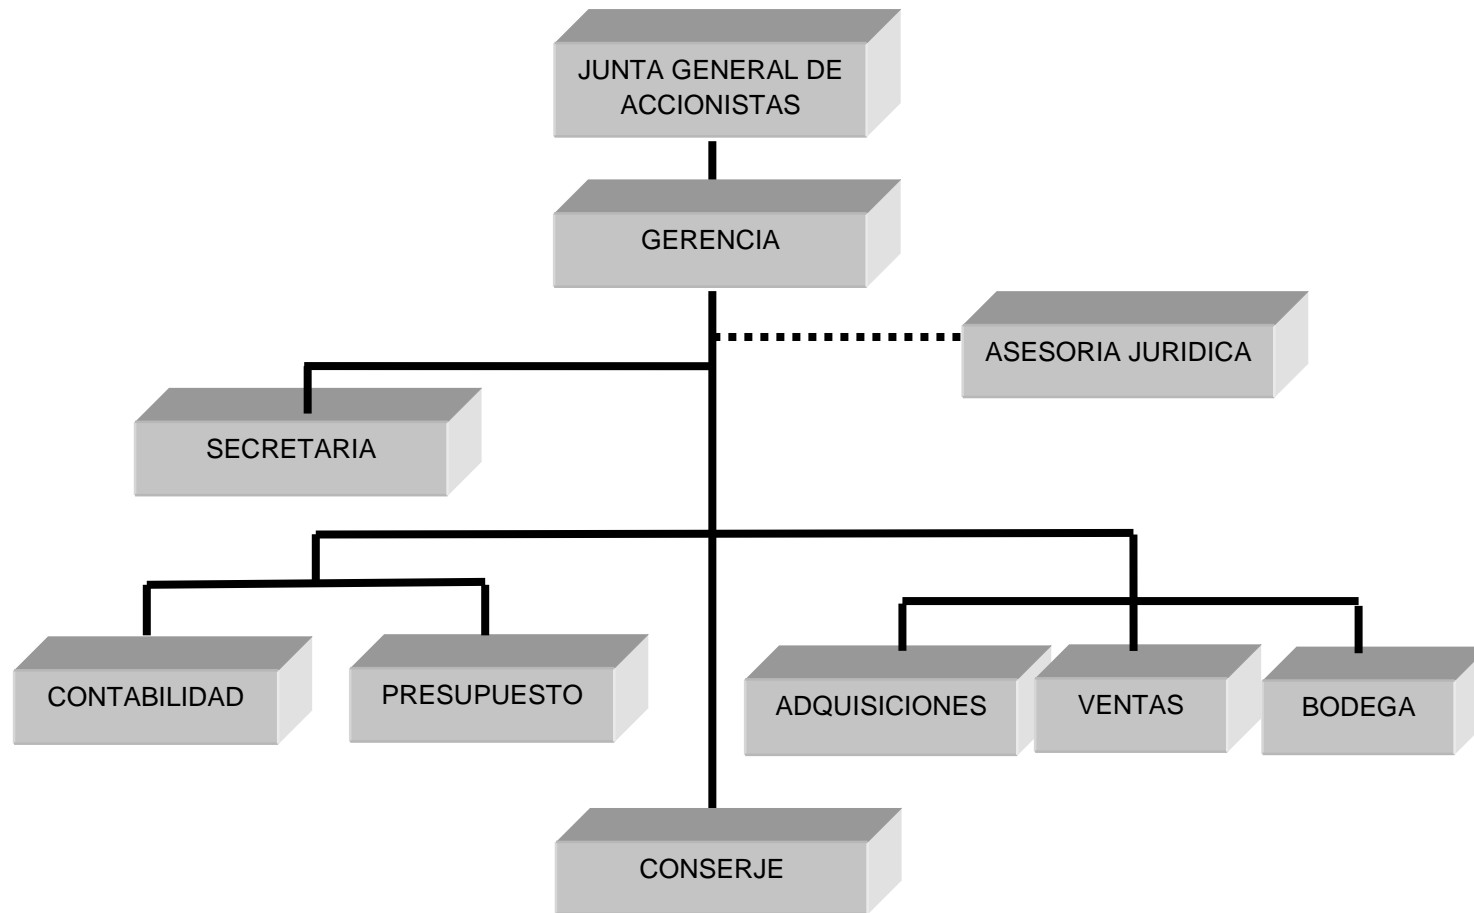 JUNTA GENERAL DE
ACCIONISTAS
GERENCIA
ASESORIA JURIDICA
SECRETARIA
CONTABILIDAD
PRESUPUESTO
ADQUISICIONES
VENTAS
BODEGA
CONSERJE